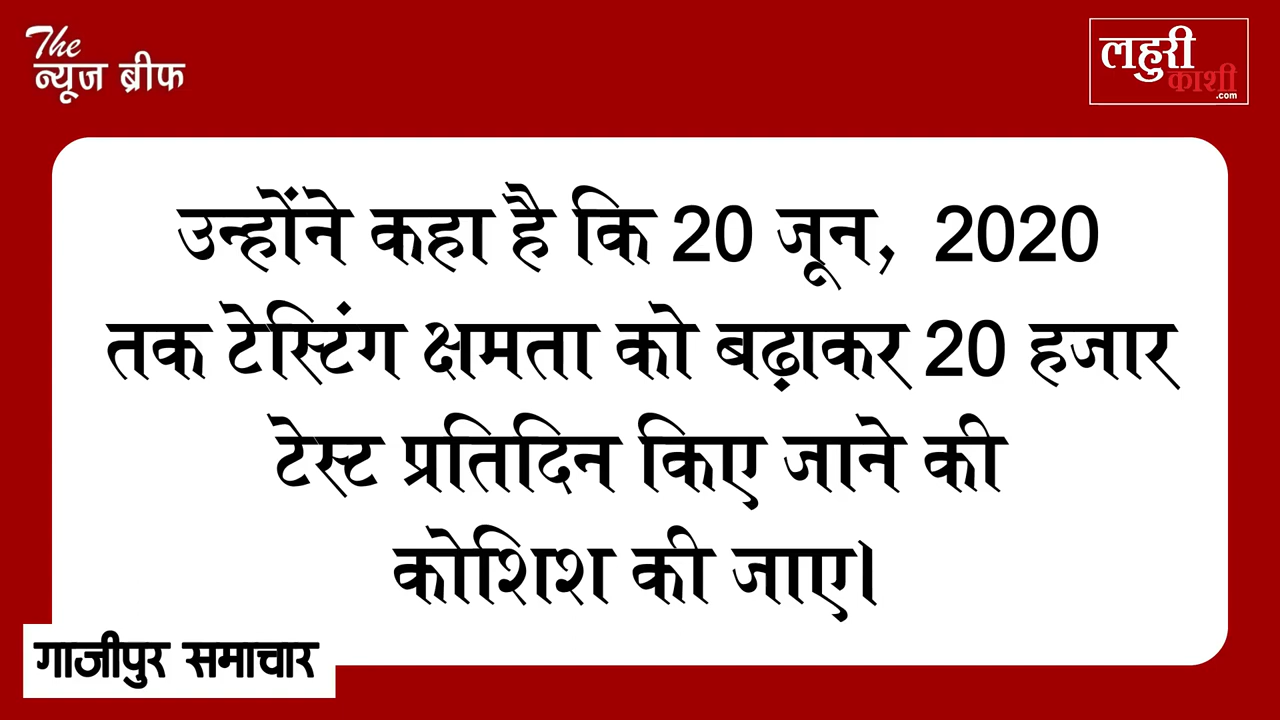 The
न्यूज ब्रीफ
लहुरी
काशी
.com
उन्होंने कहा है कि 20 जून, 2020
तक टेस्टिंग क्षमता को बढ़ाकर 20 हजार
टेस्ट प्रतिदिन किए जाने की
कोशिश की जाए।
गाजीपुर समाचार